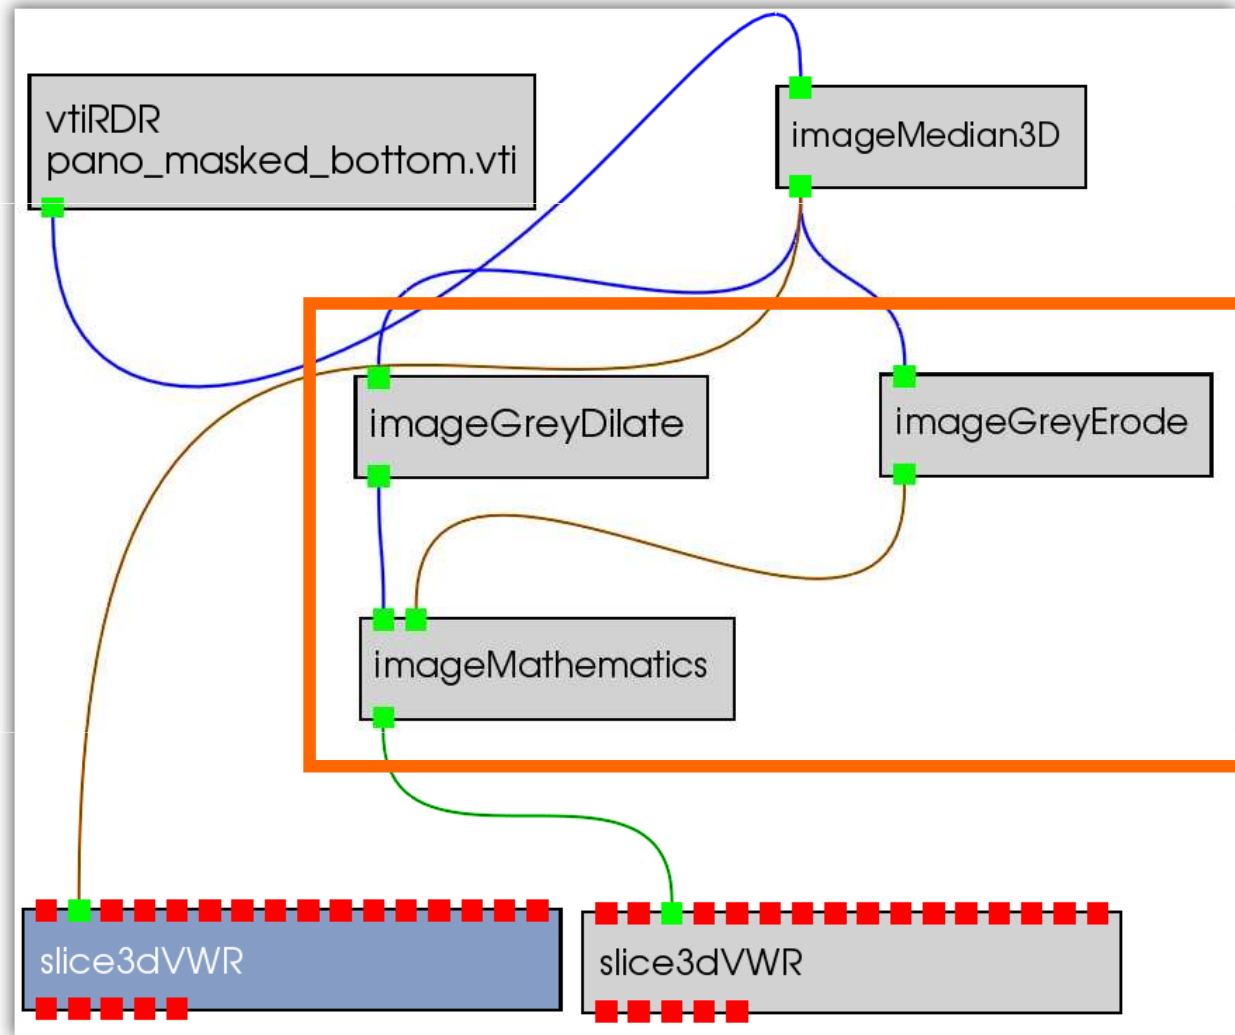 vtiRDR
pano_masked_bottom.vti
imageMedian3D
imageGreyDilate
imageGreyErode
imageMathematics
slice3dVWR
slice3dVWR